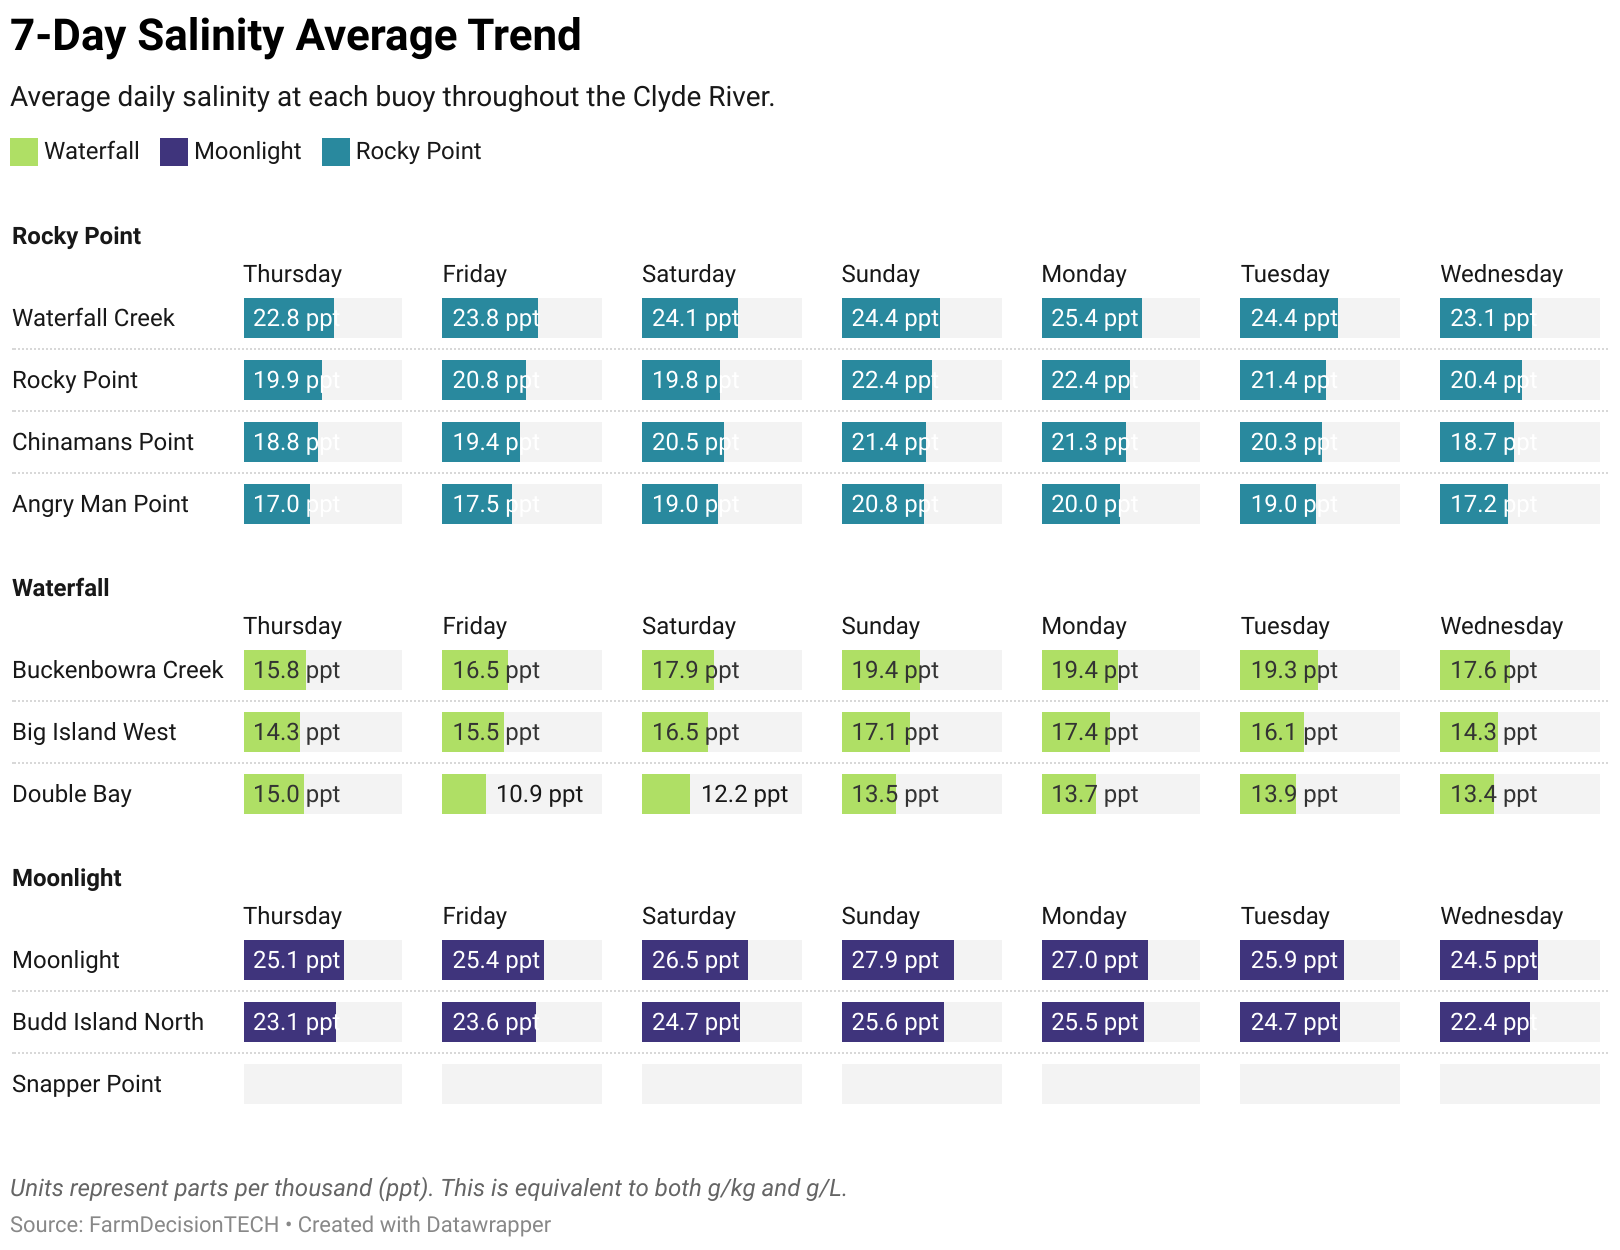 7-Day Salinity Average Trend
Average daily salinity at each buoy throughout the Clyde River.
Waterfall Moonlight Rocky Point
Rocky Point
Thursday Friday Saturday Sunday Monday Tuesday Wednesday
Waterfall Creek 22.8 ppt 23.8 ppt 24.1 ppt 24.4 ppt 25.4 ppt 24.4 ppt 23.1 ppt
Rocky Point 19.9 ppt 20.8 ppt 19.8 ppt 22.4 ppt 22.4 ppt 21.4 ppt 20.4 ppt
Chinamans Point 18.8 ppt 19.4 ppt 20.5 ppt 21.4 ppt 21.3 ppt 20.3 ppt 18.7 ppt
Angry Man Point 17.0 ppt 17.5 ppt 19.0 ppt 20.8 ppt 20.0 ppt 19.0 ppt 17.2 ppt
Waterfall
Thursday Friday Saturday Sunday Monday Tuesday Wednesday
Buckenbowra Creek 15.8 ppt 16.5 ppt 17.9 ppt 19.4 ppt 19.4 ppt 19.3 ppt 17.6 ppt
Big Island West 14.3 ppt 15.5 ppt 16.5 ppt 17.1 ppt 17.4 ppt 16.1 ppt 14.3 ppt
Double Bay 15.0 ppt 10.9 ppt 12.2 ppt 13.5 ppt 13.7 ppt 13.9 ppt 13.4 ppt
Moonlight
Thursday Friday Saturday Sunday Monday Tuesday Wednesday
Moonlight 25.1 ppt 25.4 ppt 26.5 ppt 27.9 ppt 27.0 ppt 25.9 ppt 24.5 ppt
Budd Island North 23.1 ppt 23.6 ppt 24.7 ppt 25.6 ppt 25.5 ppt 24.7 ppt 22.4 ppt
Snapper Point
Units represent parts per thousand (ppt). This is equivalent to both g/kg and g/L.
Source: FarmDecisionTECH • Created with Datawrapper